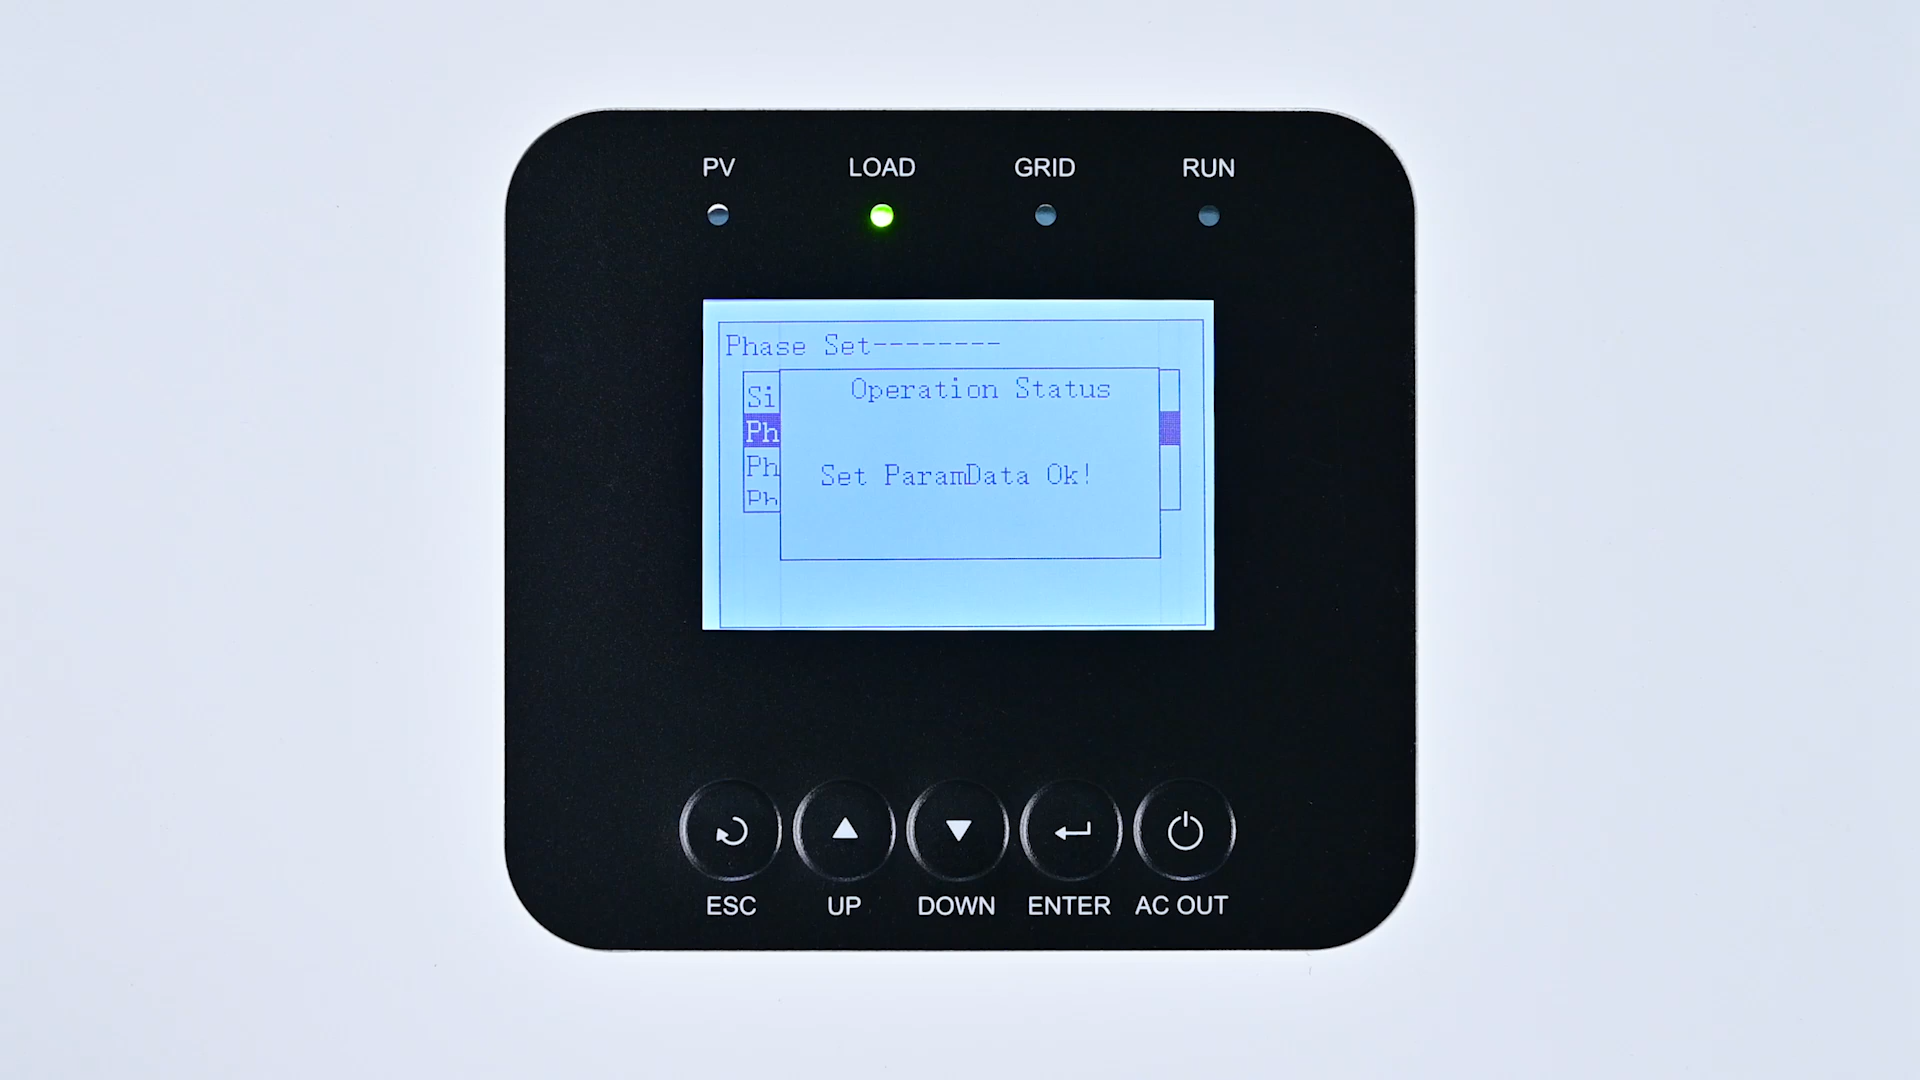 PV LOAD GRID RUN
Phase Set--------
Operation Status
Si
Ph
Set ParamData Ok!
Ph
Ph
ESC UP DOWN ENTER AC OUT